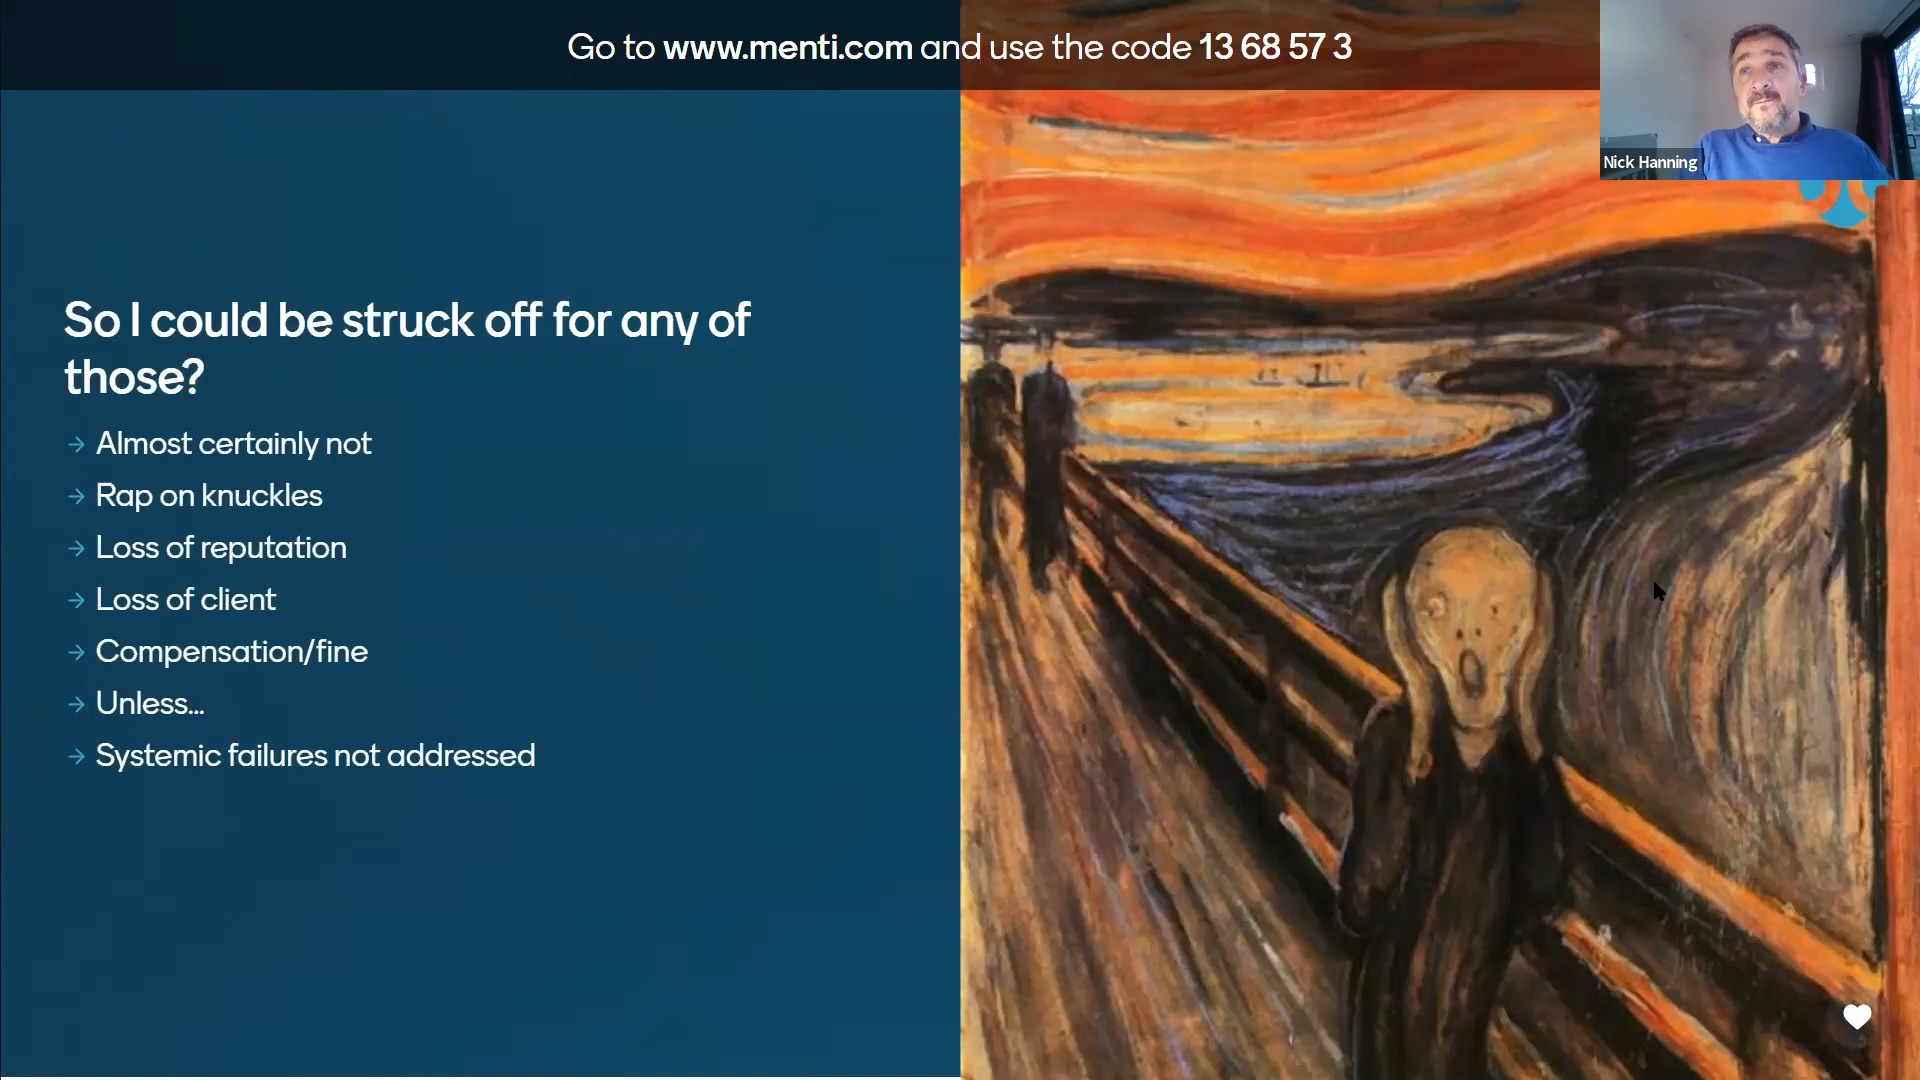 Go to www.menti.com and use the code 13 68 57 3
Nick Hanning
So I could be struck off for any of
those?
→ Almost certainly not
→ Rap on knuckles
→ Loss of reputation
→ Loss of client
→ Compensation/fine
→ Unless...
→ Systemic failures not addressed